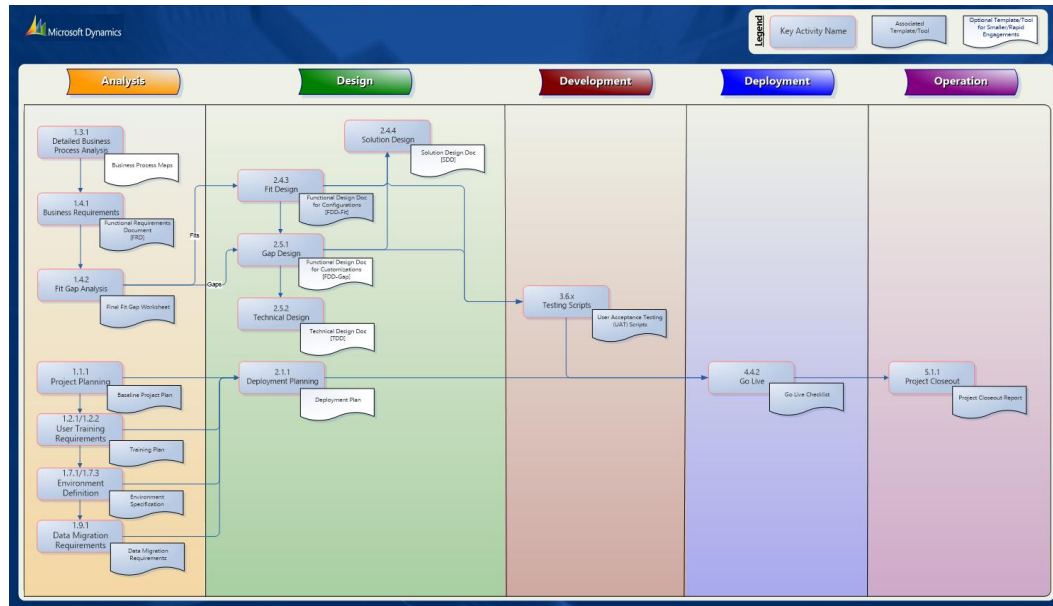 Microsoft Dynamics
Legend
Key Activity Name
Associated
Template/Tool
Optional Template/Tool
for Smaller/Rapid
Engagements
Analysis
Design
Development
Deployment
Operation
1.3.1
Detailed Business
Process Analysis
Business Process Maps
1.4.1
Business Requirements
Functional Requirements
Document
[FRD]
1.4.2
Fit Gap Analysis
Final Fit Gap Worksheet
Fits
Gaps
1.1.1
Project Planning
Baseline Project Plan
1.2.1/1.2.2
User Training
Requirements
Training Plan
1.7.1/1.7.3
Environment
Definition
Environment
Specification
1.9.1
Data Migration
Requirements
Data Migration
Requirements
2.4.4
Solution Design
Solution Design Doc
[SDD]
2.4.3
Fit Design
Functional Design Doc
for Configurations
[FDD-Fit]
2.5.1
Gap Design
Functional Design Doc
for Customizations
[FDD-Gap]
2.5.2
Technical Design
Technical Design Doc
[TDD]
2.1.1
Deployment Planning
Deployment Plan
3.6.x
Testing Scripts
User Acceptance Testing
(UAT) Scripts
4.4.2
Go Live
Go Live Checklist
5.1.1
Project Closeout
Project Closeout Report